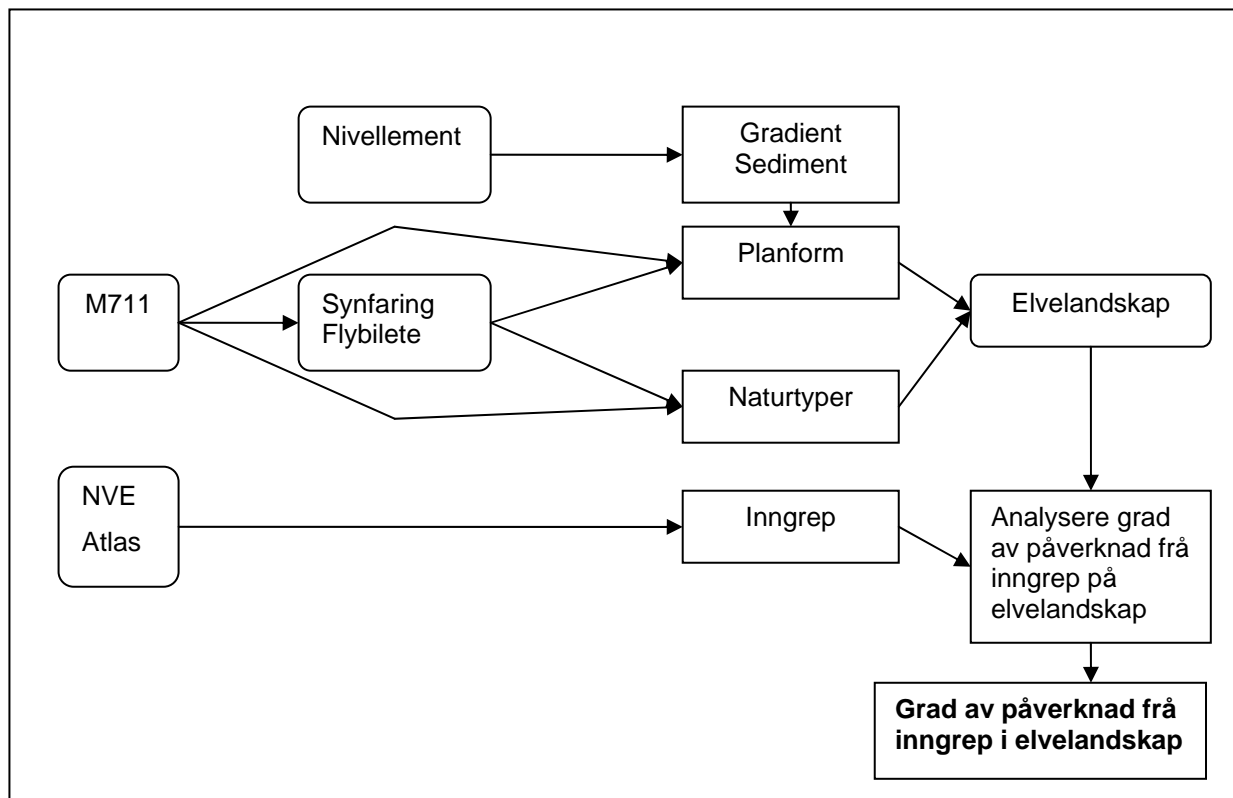 Nivellement
Gradient
Sediment
M711
Synfaring
Flybilete
Planform
Elvelandskap
Naturtyper
NVE
Atlas
Inngrep
Analysere grad
av påverknad frå
inngrep på
elvelandskap
Grad av påverknad frå
inngrep i elvelandskap